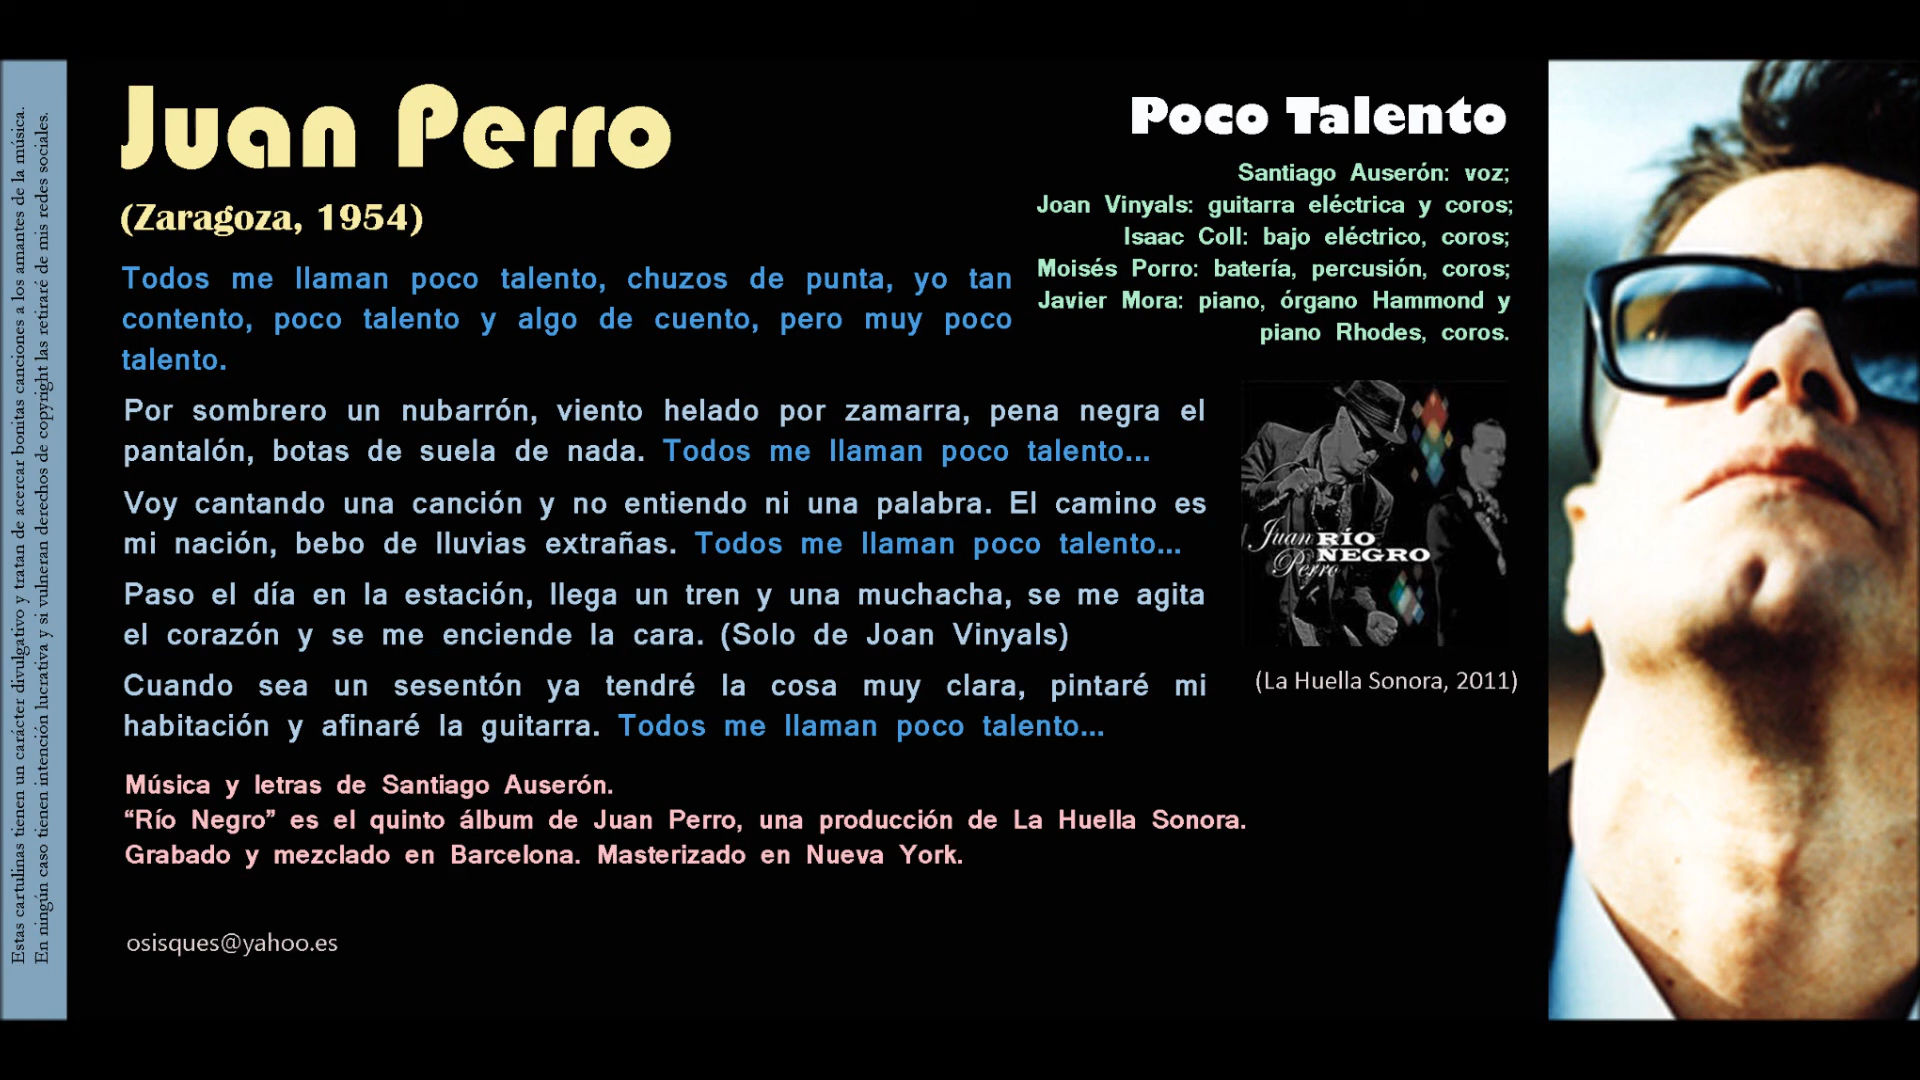 Estas cartulinas tienen un carácter divulgativo y tratan de acercar bonitas canciones a los amantes de la música.
En ningún caso tienen intención lucrativa y si vulneran derechos de copyright las retiraré de mis redes sociales.
Juan Perro
(Zaragoza, 1954)
Todos me llaman poco talento, chuzos de punta, yo tan
contento, poco talento y algo de cuento, pero muy poco
talento.
Por sombrero un nubarrón, viento helado por zamarra, pena negra el
pantalón, botas de suela de nada. Todos me llaman poco talento...
Voy cantando una canción y no entiendo ni una palabra. El camino es
mi nación, bebo de lluvias extrañas. Todos me llaman poco talento...
Paso el día en la estación, llega un tren y una muchacha, se me agita
el corazón y se me enciende la cara. (Solo de Joan Vinyals)
Cuando sea un sesentón ya tendré la cosa muy clara, pintaré mi
habitación y afinaré la guitarra. Todos me llaman poco talento...
Música y letras de Santiago Auserón.
“Río Negro” es el quinto álbum de Juan Perro, una producción de La Huella Sonora.
Grabado y mezclado en Barcelona. Masterizado en Nueva York.
osisques@yahoo.es
Poco Talento
Santiago Auserón: voz;
Joan Vinyals: guitarra eléctrica y coros;
Isaac Coll: bajo eléctrico, coros;
Moisés Porro: batería, percusión, coros;
Javier Mora: piano, órgano Hammond y
piano Rhodes, coros.
Juan RÍO
Perro NEGRO
(La Huella Sonora, 2011)